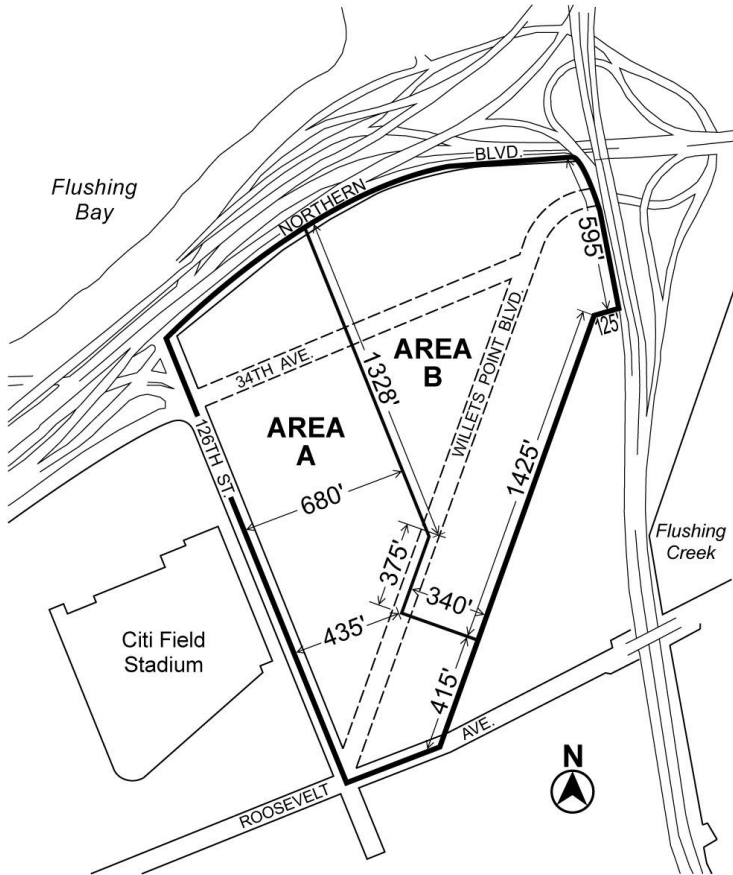 Flushing
Bay
NORTHERN
BLVD.
595'
125'
34TH AVE.
1328'
AREA
B
WILLETS POINT BLVD.
AREA
A
126TH ST.
680'
1425'
Flushing
Creek
375'
340'
435'
Citi Field
Stadium
415'
ROOSEVELT
AVE.
N